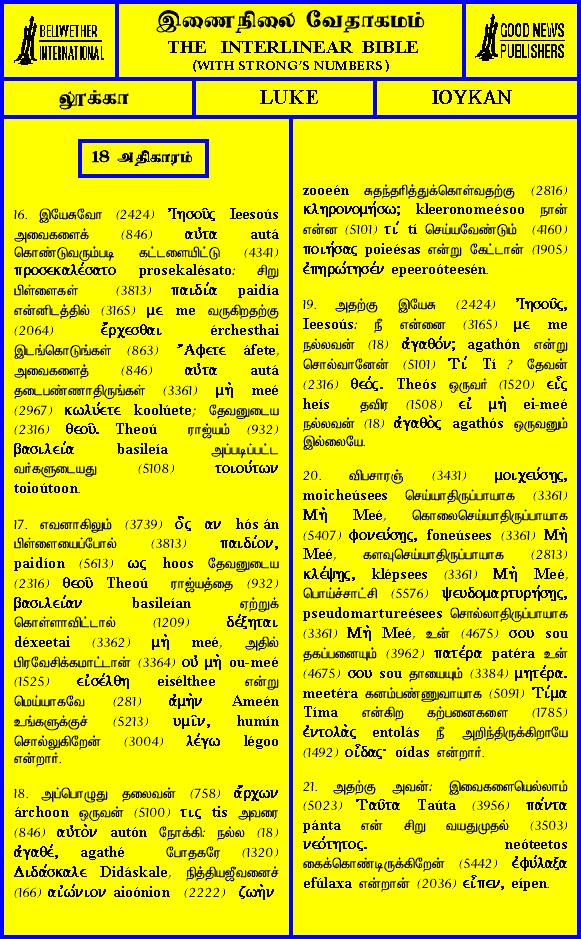 BELLWETHER
INTERNATIONAL
இணைநிலை வேதாகமம்
THE INTERLINEAR BIBLE
(WITH STRONG'S NUMBERS)
GOOD NEWS
PUBLISHERS
லூக்கா
LUKE
ΙΟΥΚΑΝ
18 அதிகாரம்
16. இயேசுவோ (2424) Ἰησοῦς Ieesoús
அவைகளைக் (846) αὐτα autá
கொண்டுவரும்படி கட்டளையிட்டு (4341)
προσεκαλέσατο prosekalésato: சிறு
பிள்ளைகள் (3813) παιδία paidía
என்னிடத்தில் (3165) με me வருகிறதற்கு
(2064) ἔρχεσθαι érchesthai
இடங்கொடுங்கள் (863) Ἄφετε áfete,
அவைகளைத் (846) αὐτα autá
தடைபண்ணாதிருங்கள் (3361) μὴ meé
(2967) κωλύετε koolúete; தேவனுடைய
(2316) θεοῦ. Theoú ராஜ்யம் (932)
βασιλεία basileía அப்படிப்பட்ட
வர்களுடையது (5108) τοιούτων
toioútoon.
17. எவனாகிலும் (3739) ὃς αν hós án
பிள்ளையைப்போல் (3813) παιδίον,
paidíon (5613) ως hoos தேவனுடைய
(2316) θεοῦ Theoú ராஜ்யத்தை (932)
βασιλείαν basileían ஏற்றுக்
கொள்ளாவிட்டால் (1209) δέξηται
déxeetai (3362) μὴ meé, அதில்
பிரவேசிக்கமாட்டான் (3364) οὐ μὴ ou-meé
(1525) εἰσέλθη eisélthee என்று
மெய்யாகவே (281) ἀμὴν Ameén
உங்களுக்குச் (5213) υμῖν, humín
சொல்லுகிறேன் (3004) λέγω légoo
என்றார்.
18. அப்பொழுது தலைவன் (758) ἄρχων
árchoon ஒருவன் (5100) τις tis அவரை
(846) αὐτὸν autón நோக்கி: நல்ல (18)
ἀγαθέ, agathé போதகரே (1320)
Διδάσκαλε Didáskale, நித்தியஜீவனைச்
(166) αἰώνιον aioónion (2222) ζωὴν
zooeén சுதந்தரித்துக்கொள்வதற்கு (2816)
κληρονομήσω; kleeronomeésoo நான்
என்ன (5101) τί tí செய்யவேண்டும் (4160)
ποιήσας poieésas என்று கேட்டான் (1905)
ἐπηρώτησέν epeeroóteesén.
19. அதற்கு இயேசு (2424) Ἰησοῦς,
Ieesoús: நீ என்னை (3165) με me
நல்லவன் (18) ἀγαθόν; agathón என்று
சொல்வானேன் (5101) Τί Tí ? தேவன்
(2316) θεός. Theós ஒருவர் (1520) εἷς
heís தவிர (1508) εἰ μὴ ei-meé
நல்லவன் (18) ἀγαθὸς agathós ஒருவனும்
இல்லையே.
20. விபசாரஞ் (3431) μοιχεύσης,
moicheúsees செய்யாதிருப்பாயாக (3361)
Μὴ Meé, கொலைசெய்யாதிருப்பாயாக
(5407) φονεύσης, foneúsees (3361) Μὴ
Meé, களவுசெய்யாதிருப்பாயாக (2813)
κλέψης, klépsees (3361) Μὴ Meé,
பொய்ச்சாட்சி (5576) ψευδομαρτυρήσης,
pseudomartureésees சொல்லாதிருப்பாயாக
(3361) Μὴ Meé, உன் (4675) σου sou
தகப்பனையும் (3962) πατέρα patéra உன்
(4675) σου sou தாயையும் (3384) μητέρα.
meetéra கனம்பண்ணுவாயாக (5091) Τίμα
Tíma என்கிற கற்பனைகளை (1785)
ἐντολὰς entolás நீ அறிந்திருக்கிறாயே
(1492) οἶδας· oídas என்றார்.
21. அதற்கு அவன்: இவைகளையெல்லாம்
(5023) Ταῦτα Taúta (3956) πάντα
pánta என் சிறு வயதுமுதல் (3503)
νεότητος. neóteetos
கைக்கொண்டிருக்கிறேன் (5442) ἐφύλαξα
efúlaxa என்றான் (2036) εἶπεν, eípen.